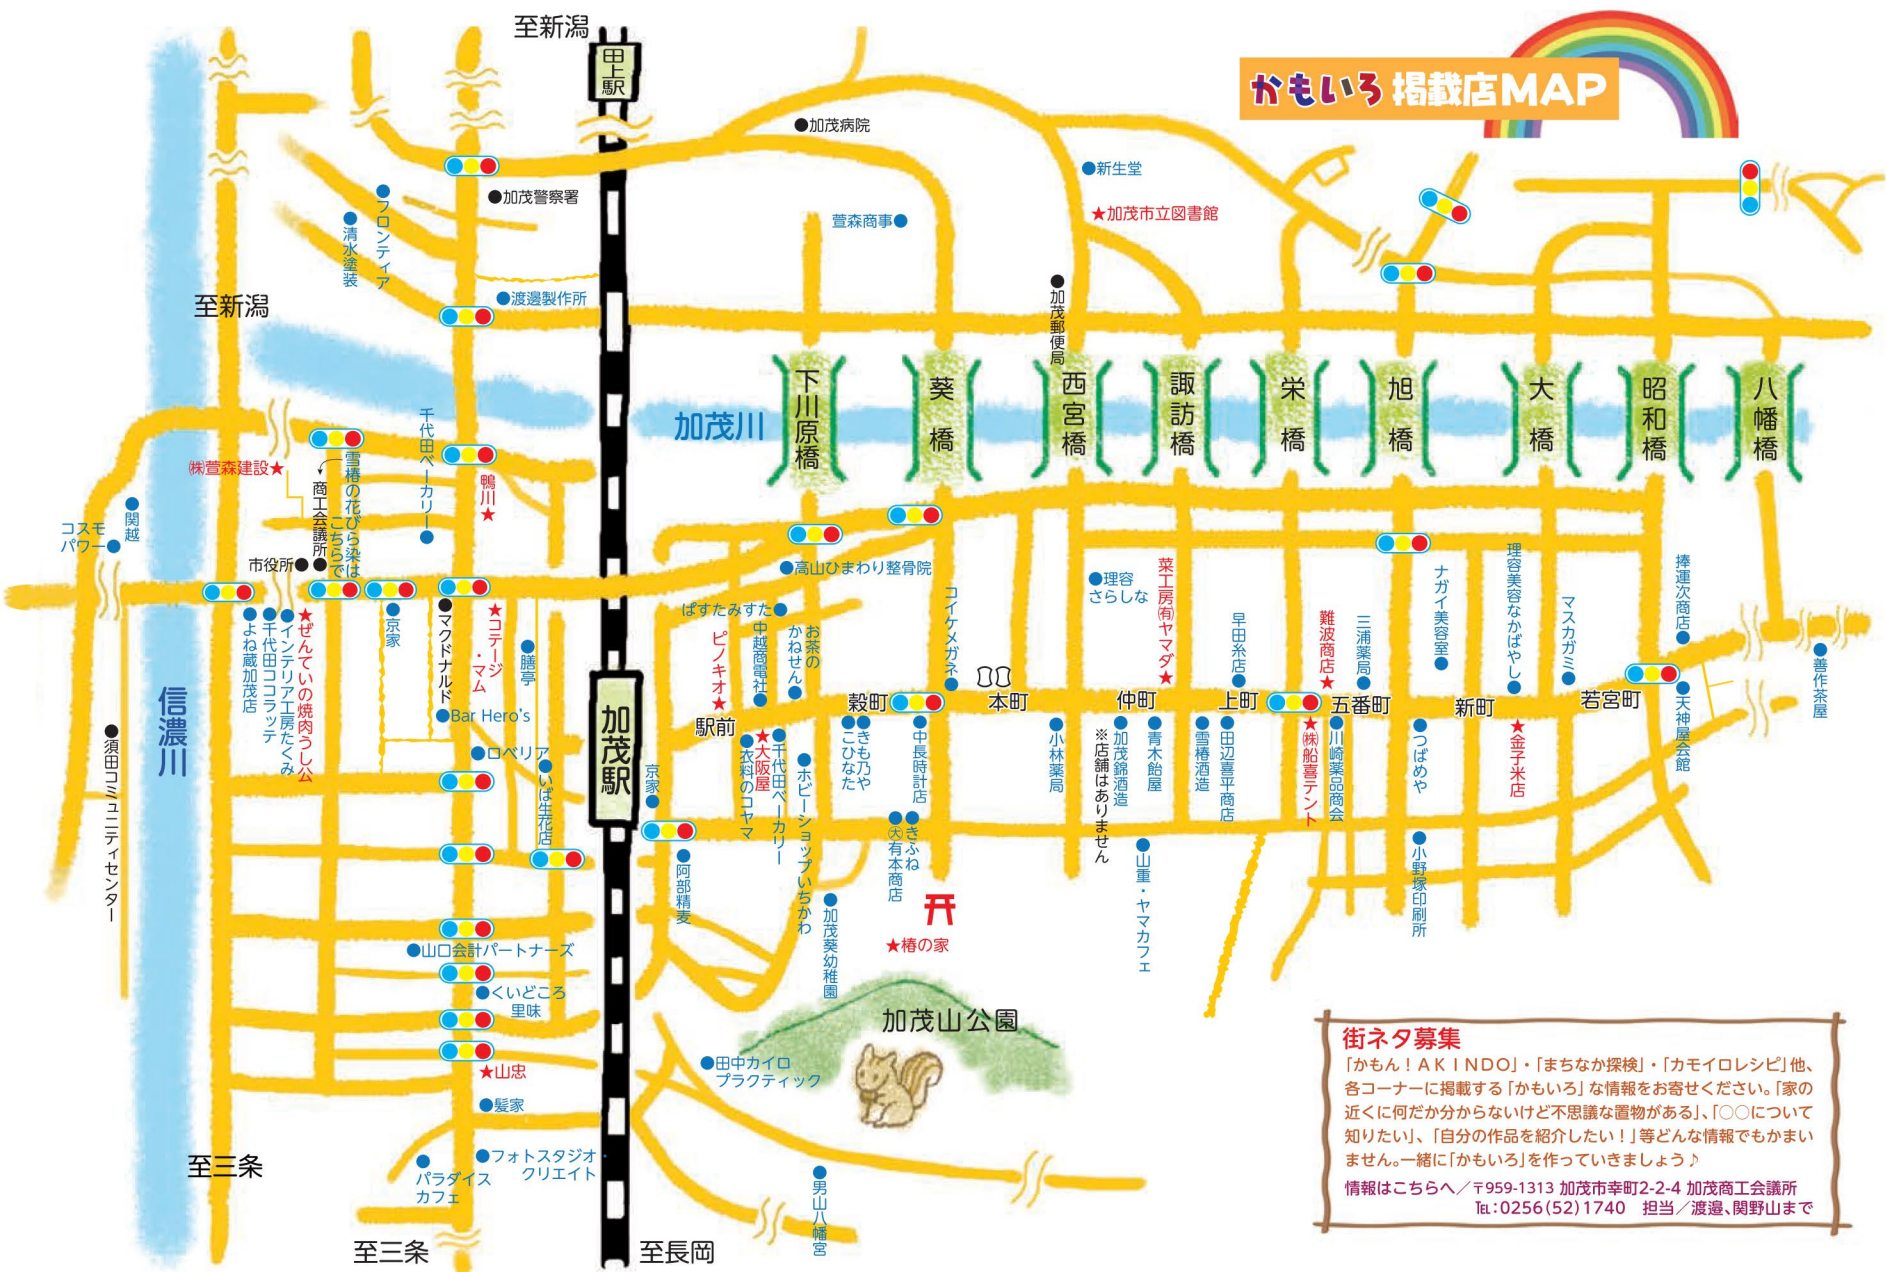 至新潟
田上駅
かもいろ 掲載店MAP
●加茂病院
●加茂警察署
●新生堂
★加茂市立図書館
萱森商事●
●フロンティア
●清水塗装
●渡邉製作所
●加茂郵便局
至新潟
加茂川
下川原橋
葵橋
西宮橋
諏訪橋
栄橋
旭橋
大橋
昭和橋
八幡橋
千代田ベーカリー●
㈱萱森建設★
鴨川★
雪椿の花びら染は
こちらで
商工会議所●
市役所●
●関越
コスモ
パワー●
●高山ひまわり整骨院
ぱすたみすた●
コイケメガネ●
●理容
さらしな
菜工房㈲ヤマダ★
早田糸店●
難波商店★
三浦薬局●
ナガイ美容室●
理容美容なかばやし●
マスカガミ●
捧運次商店●
●善作茶屋
●よね蔵加茂店
●千代田ココラッテ
●インテリア工房たくみ
★ぜんていの焼肉うし公
●京家
●マクドナルド
★コテージ
・マム
●膳亭
●Bar Hero's
●ロベリア
●いば生花店
信濃川
●須田コミュニティセンター
加茂駅
ピノキオ★
中越商電社●
お茶の
かねせん●
駅前
穀町
本町
仲町
上町
五番町
新町
若宮町
京家●
●衣料のコヤマ
★大阪屋
●千代田ベーカリー
●ホビーショップいちかわ
●こひなた
●きも乃や
●中長時計店
●小林薬局
●加茂錦酒造
※店舗はありません
●青木飴屋
●雪椿酒造
●田辺喜平商店
★㈱船喜テント
●川崎薬品商会
●つばめや
★金子米店
●天神屋会館
●阿部精麦
●㊅有本商店
●きふね
●加茂葵幼稚園
●山重・ヤマカフェ
●小野塚印刷所
★椿の家
加茂山公園
●山口会計パートナーズ
●くいどころ
里味
★山忠
●髪家
●フォトスタジオ
クリエイト
●パラダイス
カフェ
●田中カイロ
プラクティック
●男山八幡宮
至三条
至三条
至長岡
街ネタ募集
「かもん！AKINDO」・「まちなか探検」・「カモイロレシピ」他、
各コーナーに掲載する「かもいろ」な情報をお寄せください。「家の
近くに何だか分からないけど不思議な置物がある」、「○○について
知りたい」、「自分の作品を紹介したい！」等どんな情報でもかまい
ません。一緒に「かもいろ」を作っていきましょう♪
情報はこちらへ／〒959-1313 加茂市幸町2-2-4 加茂商工会議所
℡：0256(52)1740　担当／渡邉、関野山まで